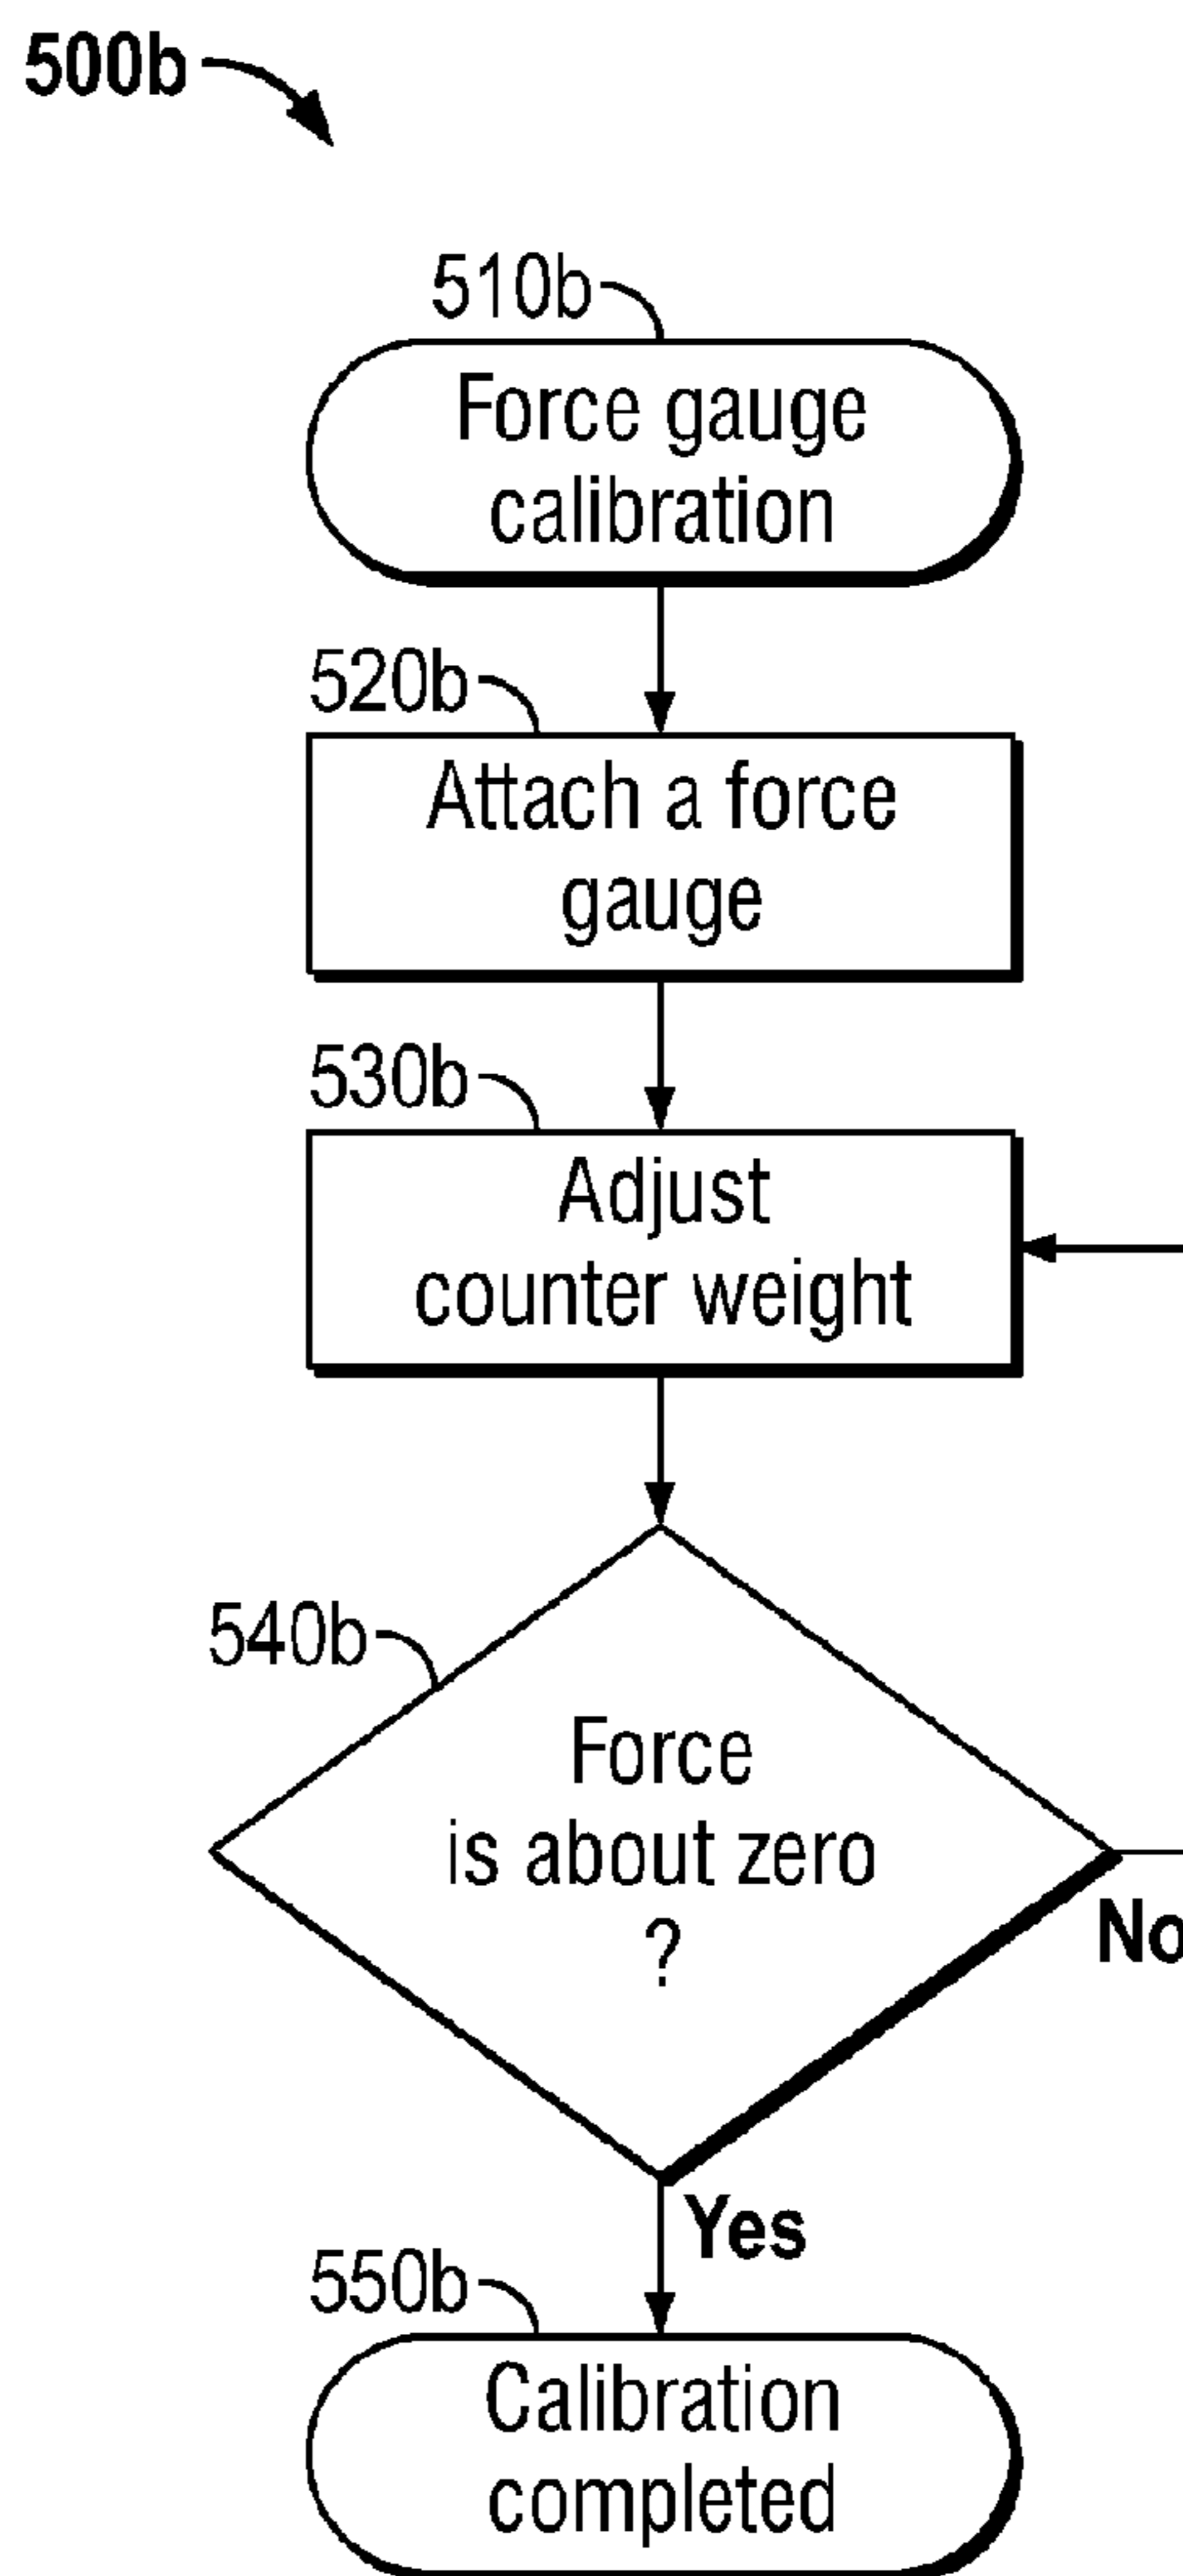 500b
510b
Force gauge
calibration
520b
Attach a force
gauge
530b
Adjust
counter weight
540b
Force
is about zero
?
No
Yes
550b
Calibration
completed